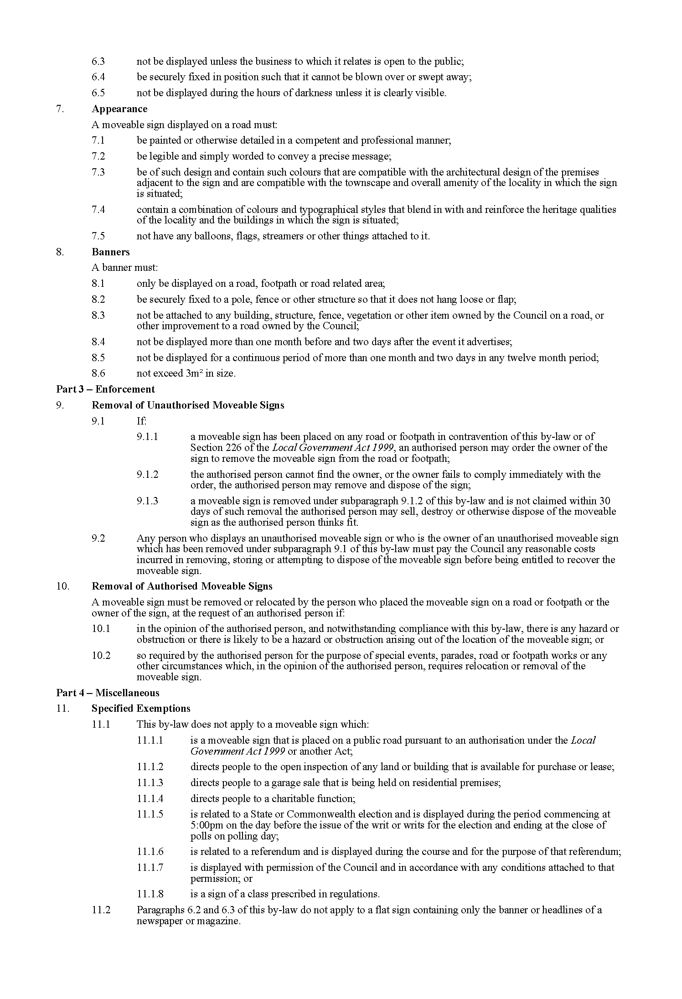 6.3 not be displayed unless the business to which it relates is open to the public;
6.4 be securely fixed in position such that it cannot be blown over or swept away;
6.5 not be displayed during the hours of darkness unless it is clearly visible.
7. Appearance
A moveable sign displayed on a road must:
7.1 be painted or otherwise detailed in a competent and professional manner;
7.2 be legible and simply worded to convey a precise message;
7.3 be of such design and contain such colours that are compatible with the architectural design of the premises
adjacent to the sign and are compatible with the townscape and overall amenity of the locality in which the sign
is situated;
7.4 contain a combination of colours and typographical styles that blend in with and reinforce the heritage qualities
of the locality and the buildings in which the sign is situated;
7.5 not have any balloons, flags, streamers or other things attached to it.
8. Banners
A banner must:
8.1 only be displayed on a road, footpath or road related area;
8.2 be securely fixed to a pole, fence or other structure so that it does not hang loose or flap;
8.3 not be attached to any building, structure, fence, vegetation or other item owned by the Council on a road, or
other improvement to a road owned by the Council;
8.4 not be displayed more than one month before and two days after the event it advertises;
8.5 not be displayed for a continuous period of more than one month and two days in any twelve month period;
8.6 not exceed 3m² in size.
Part 3 – Enforcement
9. Removal of Unauthorised Moveable Signs
9.1 If:
9.1.1 a moveable sign has been placed on any road or footpath in contravention of this by-law or of
Section 226 of the Local Government Act 1999, an authorised person may order the owner of the
sign to remove the moveable sign from the road or footpath;
9.1.2 the authorised person cannot find the owner, or the owner fails to comply immediately with the
order, the authorised person may remove and dispose of the sign;
9.1.3 a moveable sign is removed under subparagraph 9.1.2 of this by-law and is not claimed within 30
days of such removal the authorised person may sell, destroy or otherwise dispose of the moveable
sign as the authorised person thinks fit.
9.2 Any person who displays an unauthorised moveable sign or who is the owner of an unauthorised moveable sign
which has been removed under subparagraph 9.1 of this by-law must pay the Council any reasonable costs
incurred in removing, storing or attempting to dispose of the moveable sign before being entitled to recover the
moveable sign.
10. Removal of Authorised Moveable Signs
A moveable sign must be removed or relocated by the person who placed the moveable sign on a road or footpath or the
owner of the sign, at the request of an authorised person if:
10.1 in the opinion of the authorised person, and notwithstanding compliance with this by-law, there is any hazard or
obstruction or there is likely to be a hazard or obstruction arising out of the location of the moveable sign; or
10.2 so required by the authorised person for the purpose of special events, parades, road or footpath works or any
other circumstances which, in the opinion of the authorised person, requires relocation or removal of the
moveable sign.
Part 4 – Miscellaneous
11. Specified Exemptions
11.1 This by-law does not apply to a moveable sign which:
11.1.1 is a moveable sign that is placed on a public road pursuant to an authorisation under the Local
Government Act 1999 or another Act;
11.1.2 directs people to the open inspection of any land or building that is available for purchase or lease;
11.1.3 directs people to a garage sale that is being held on residential premises;
11.1.4 directs people to a charitable function;
11.1.5 is related to a State or Commonwealth election and is displayed during the period commencing at
5:00pm on the day before the issue of the writ or writs for the election and ending at the close of
polls on polling day;
11.1.6 is related to a referendum and is displayed during the course and for the purpose of that referendum;
11.1.7 is displayed with permission of the Council and in accordance with any conditions attached to that
permission; or
11.1.8 is a sign of a class prescribed in regulations.
11.2 Paragraphs 6.2 and 6.3 of this by-law do not apply to a flat sign containing only the banner or headlines of a
newspaper or magazine.